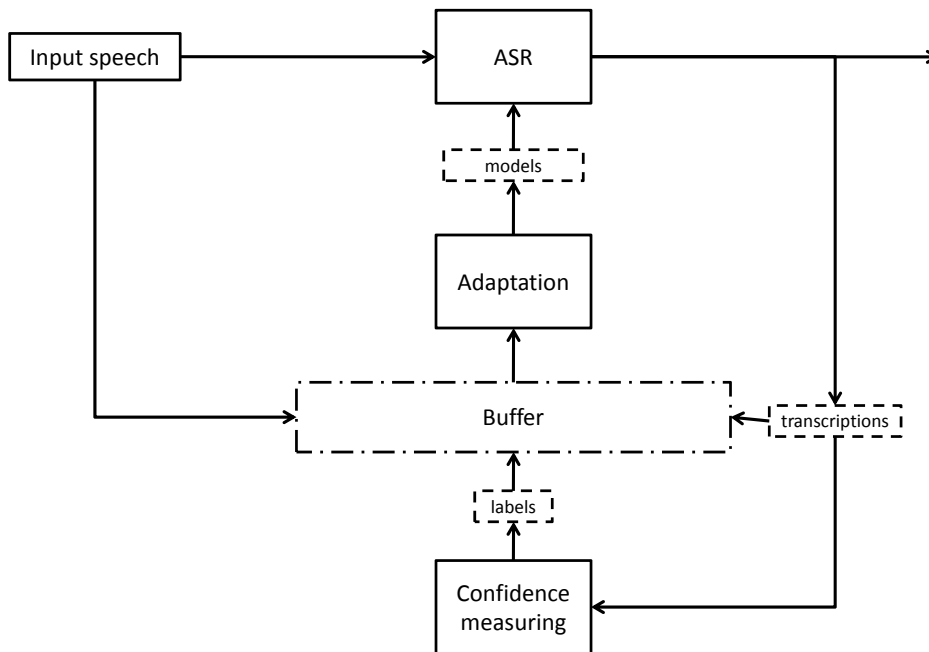 Input speech
ASR
models
Adaptation
Buffer
transcriptions
labels
Confidence
measuring